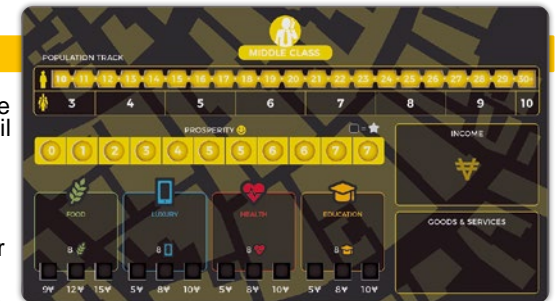 MIDDLE CLASS
POPULATION TRACK
10 11 12 13 14 15 16 17 18 19 20 21 22 23 24 25 26 27 28 29 30+
3 4 5 6 7 8 9 10
e
il
PROSPERITY
=
INCOME
0 1 2 3 4 5 5 6 6 7 7
FOOD LUXURY HEALTH EDUCATION
GOODS & SERVICES
r
8 8 8 8
9¥ 12¥ 15¥ 5¥ 8¥ 10¥ 5¥ 8¥ 10¥ 5¥ 8¥ 10¥